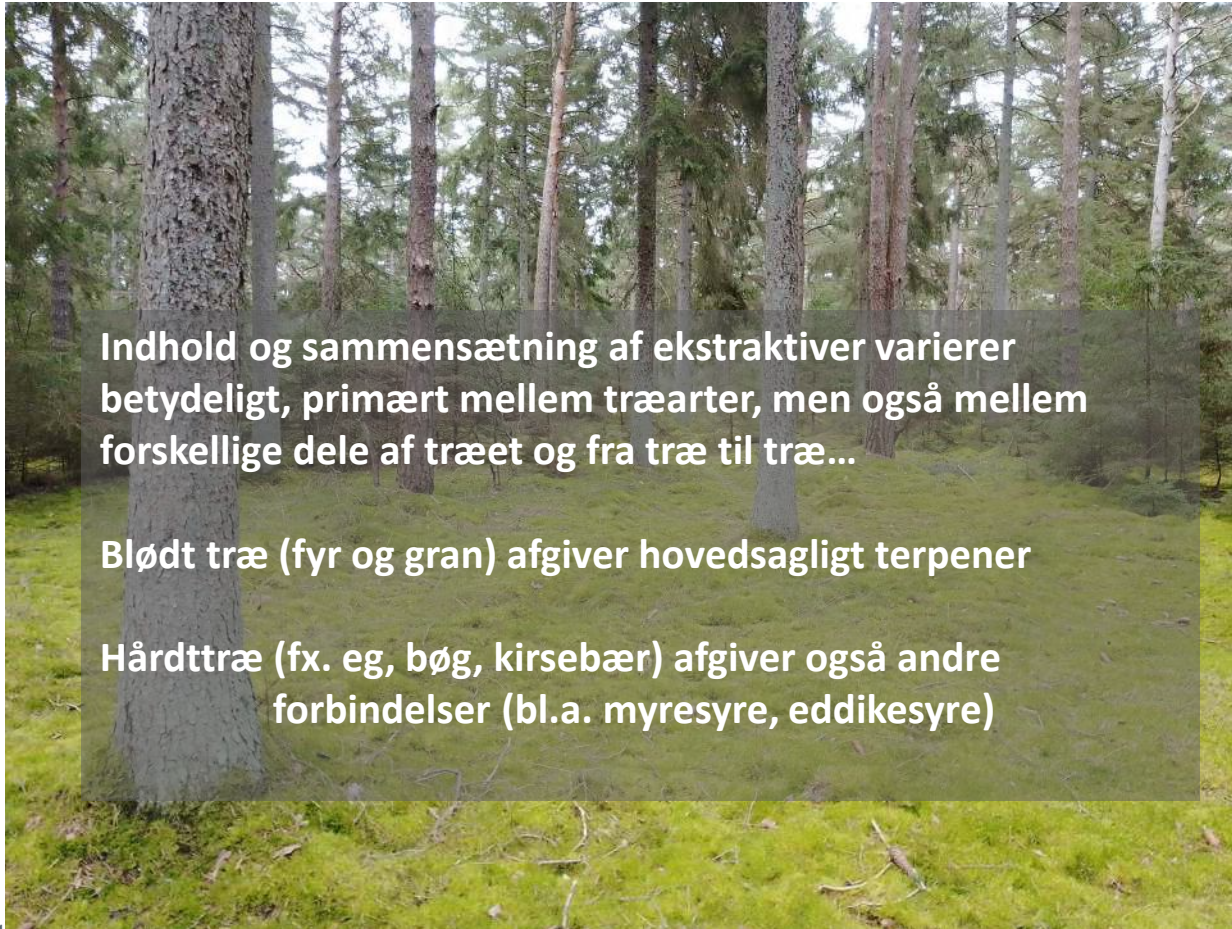 Indhold og sammensætning af ekstraktiver varierer
betydeligt, primært mellem træarter, men også mellem
forskellige dele af træet og fra træ til træ…
Blødt træ (fyr og gran) afgiver hovedsagligt terpener
Hårdttræ (fx. eg, bøg, kirsebær) afgiver også andre
forbindelser (bl.a. myresyre, eddikesyre)